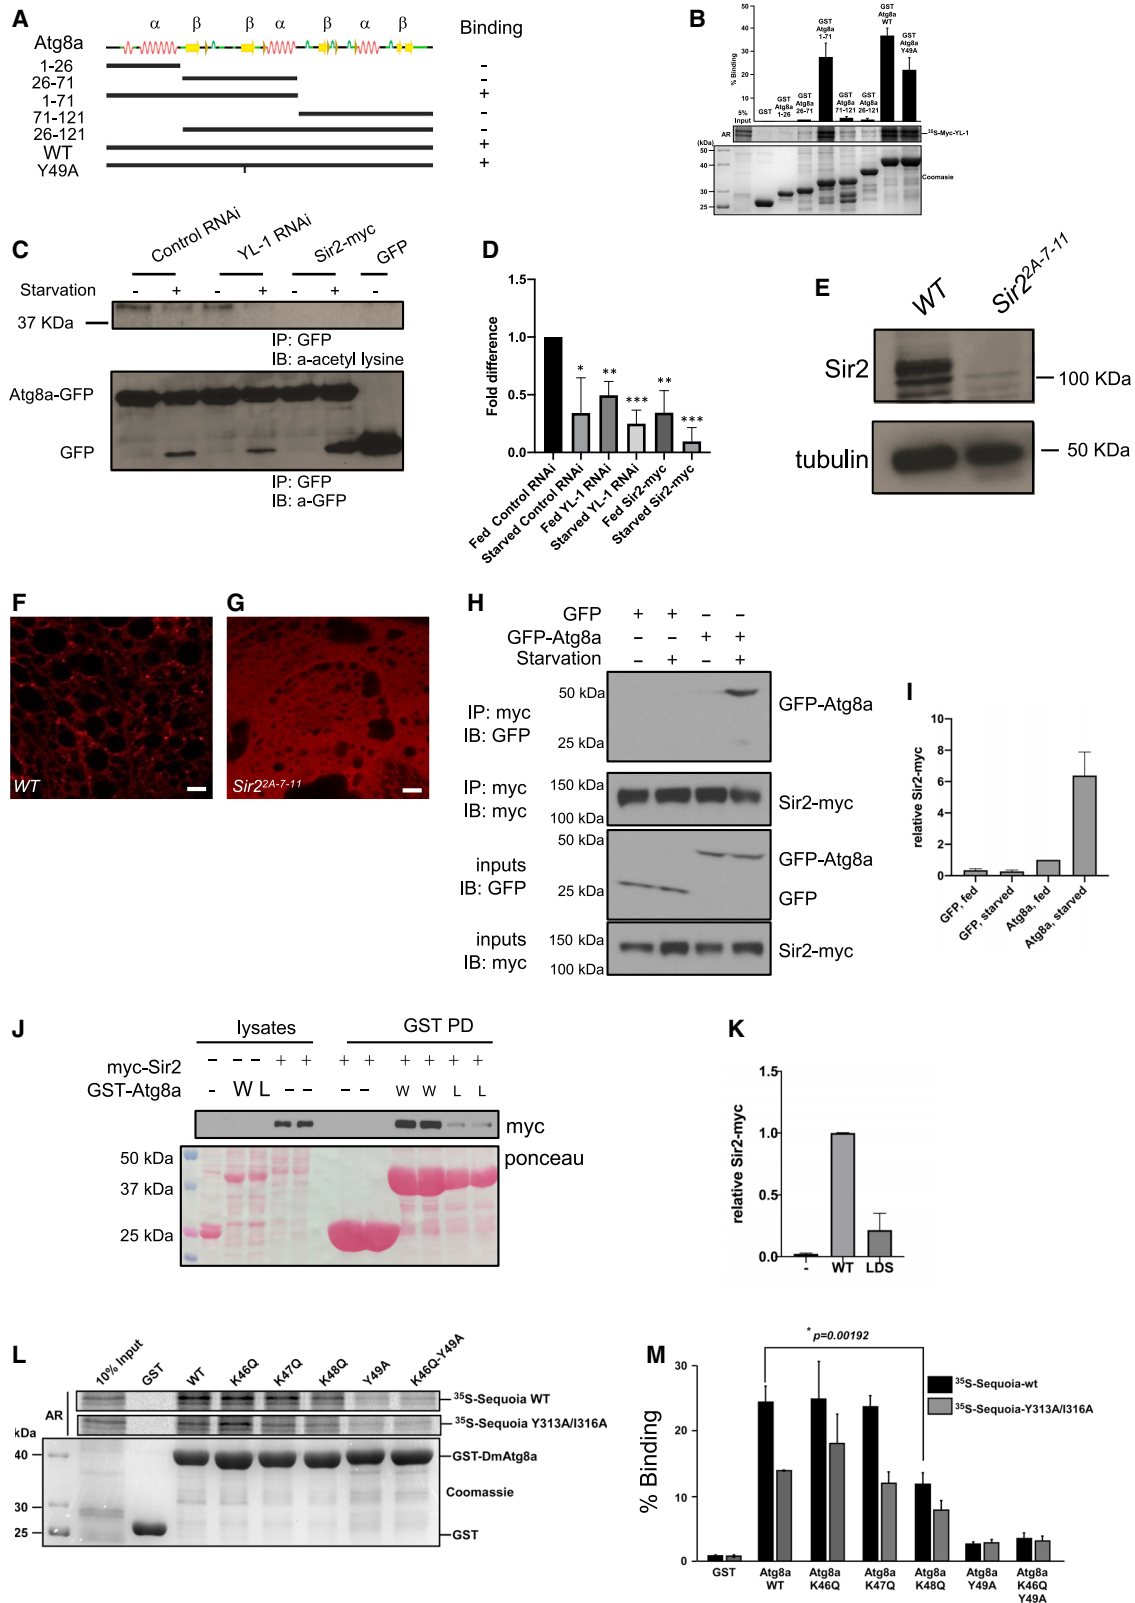 A
α β β α β α β
Binding
Atg8a
1-26 -
26-71 -
1-71 +
71-121 -
26-121 -
WT +
Y49A +
B
% Binding
50
40
30
20
10
5% Input
GST
GST Atg8a 1-26
GST Atg8a 26-71
GST Atg8a 1-71
GST Atg8a 71-121
GST Atg8a 26-121
GST Atg8a WT
GST Atg8a Y49A
AR
35S-Myc-YL-1
(kDa)
50
40
30
25
Coomasie
C
Control RNAi YL-1 RNAi Sir2-myc GFP
Starvation - + - + - + -
37 KDa
IP: GFP
IB: a-acetyl lysine
Atg8a-GFP
GFP
IP: GFP
IB: a-GFP
D
Fold difference
1.5
1.0
0.5
0.0
* ** *** ** ***
Fed Control RNAi
Starved Control RNAi
Fed YL-1 RNAi
Starved YL-1 RNAi
Fed Sir2-myc
Starved Sir2-myc
E
WT Sir2 2A-7-11
Sir2
100 KDa
tubulin
50 KDa
F
WT
G
Sir2 2A-7-11
H
GFP + + – –
GFP-Atg8a – – + +
Starvation – + – +
IP: myc
IB: GFP
50 kDa
25 kDa
GFP-Atg8a
IP: myc
IB: myc
150 kDa
100 kDa
Sir2-myc
inputs
IB: GFP
50 kDa
25 kDa
GFP-Atg8a
GFP
inputs
IB: myc
150 kDa
100 kDa
Sir2-myc
I
relative Sir2-myc
10
8
6
4
2
0
GFP, fed
GFP, starved
Atg8a, fed
Atg8a, starved
J
lysates GST PD
myc-Sir2 – – – + + + + + + + +
GST-Atg8a - W L – – – – W W L L
myc
ponceau
50 kDa
37 kDa
25 kDa
K
relative Sir2-myc
1.5
1.0
0.5
0.0
- WT LDS
L
10% Input GST WT K46Q K47Q K48Q Y49A K46Q-Y49A
AR
35S-Sequoia WT
35S-Sequoia Y313A/I316A
kDa
40
30
25
GST-DmAtg8a
Coomassie
GST
M
* p=0.00192
35S-Sequoia-wt
35S-Sequoia-Y313A/I316A
% Binding
30
20
10
0
GST
Atg8a WT
Atg8a K46Q
Atg8a K47Q
Atg8a K48Q
Atg8a Y49A
Atg8a K46Q Y49A